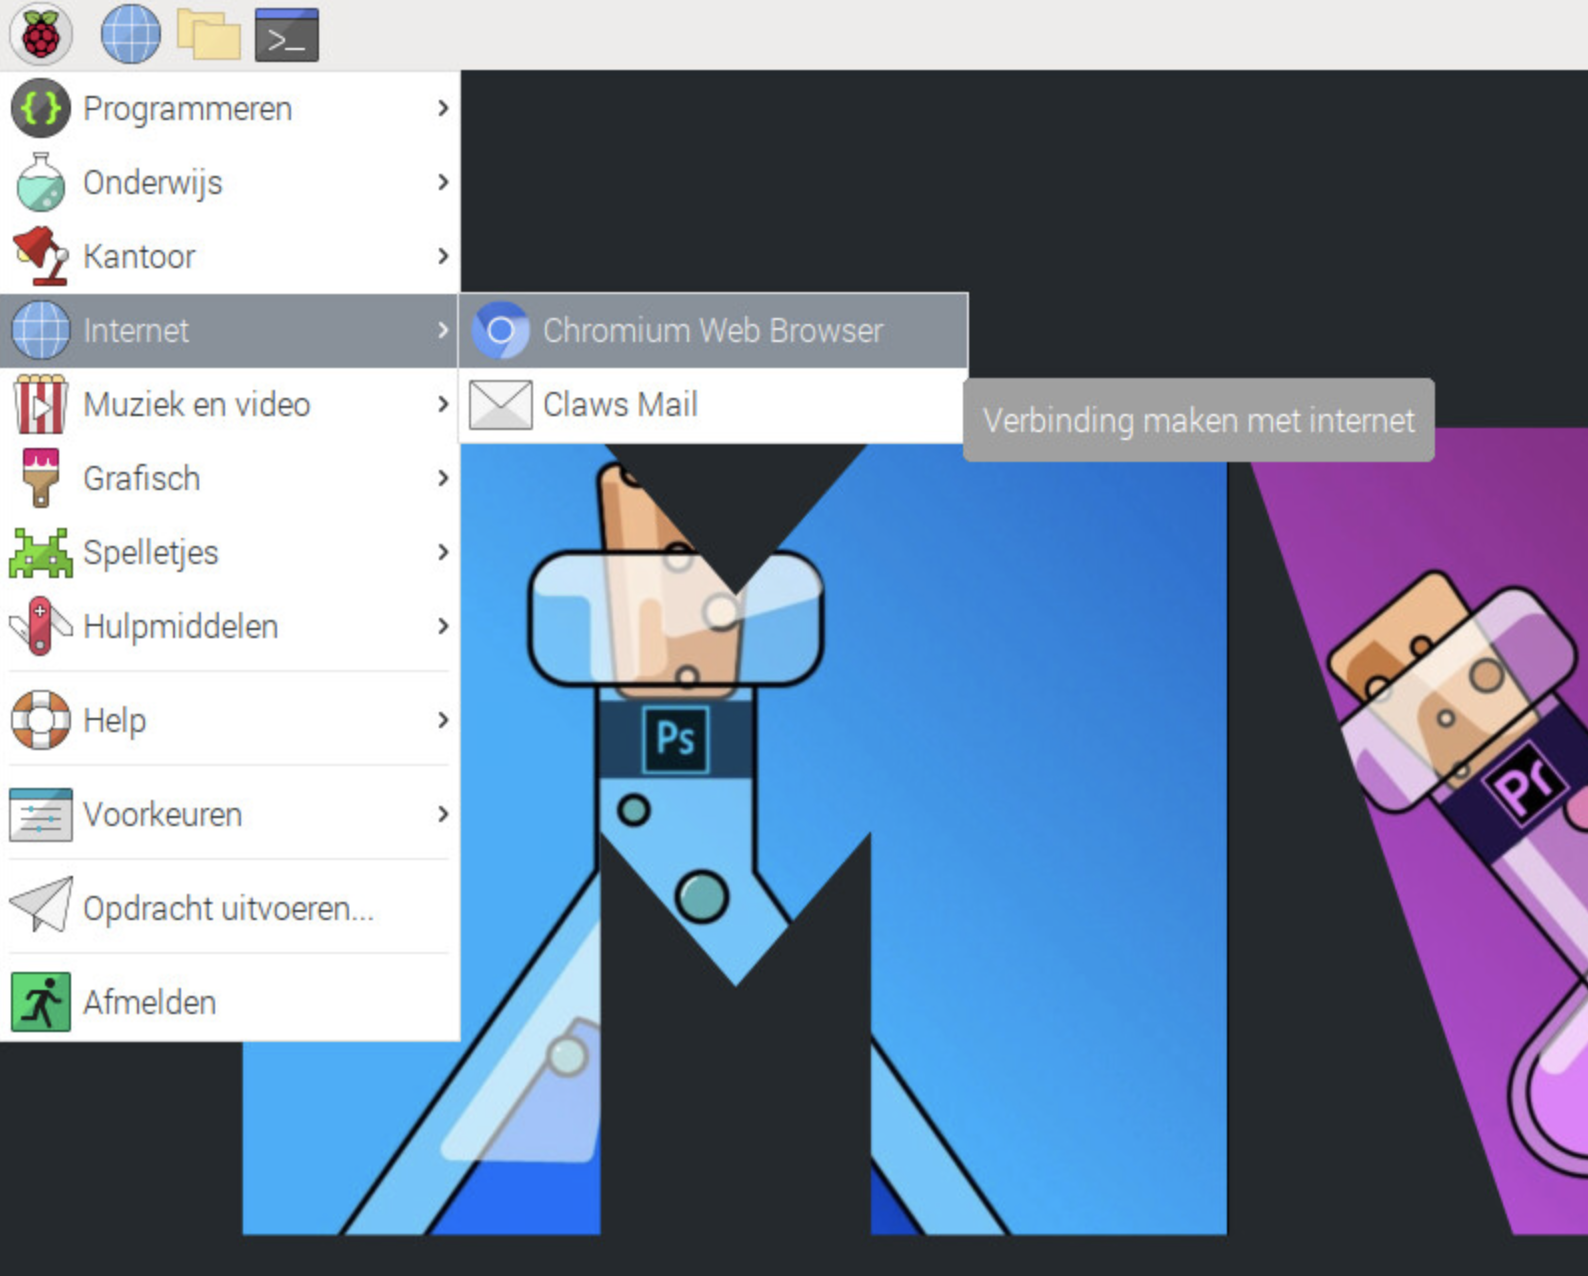 >_
Programmeren
Onderwijs
Kantoor
Internet
Chromium Web Browser
Muziek en video
Claws Mail
Verbinding maken met internet
Grafisch
Spelletjes
Hulpmiddelen
Help
Voorkeuren
Opdracht uitvoeren...
Afmelden
Ps
Pr